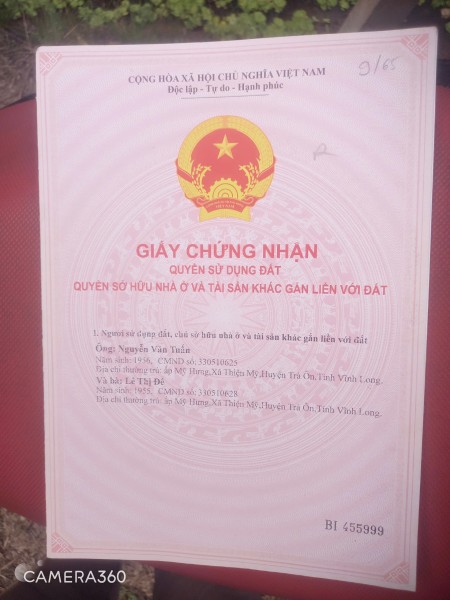 CỘNG HÒA XÃ HỘI CHỦ NGHĨA VIỆT NAM
Độc lập - Tự do - Hạnh phúc
9/65
VIỆT NAM
GIẤY CHỨNG NHẬN
QUYỀN SỬ DỤNG ĐẤT
QUYỀN SỞ HỮU NHÀ Ở VÀ TÀI SẢN KHÁC GẮN LIỀN VỚI ĐẤT
I. Người sử dụng đất, chủ sở hữu nhà ở và tài sản khác gắn liền với đất
Ông: Nguyễn Văn Tuấn
Năm sinh: 1956, CMND số: 330510625
Địa chỉ thường trú: ấp Mỹ Hưng,Xã Thiện Mỹ,Huyện Trà Ôn,Tỉnh Vĩnh Long.
Và bà: Lê Thị Đê
Năm sinh: 1955, CMND số: 330510628
Địa chỉ thường trú: ấp Mỹ Hưng,Xã Thiện Mỹ,Huyện Trà Ôn,Tỉnh Vĩnh Long.
BI 455999
CAMERA360